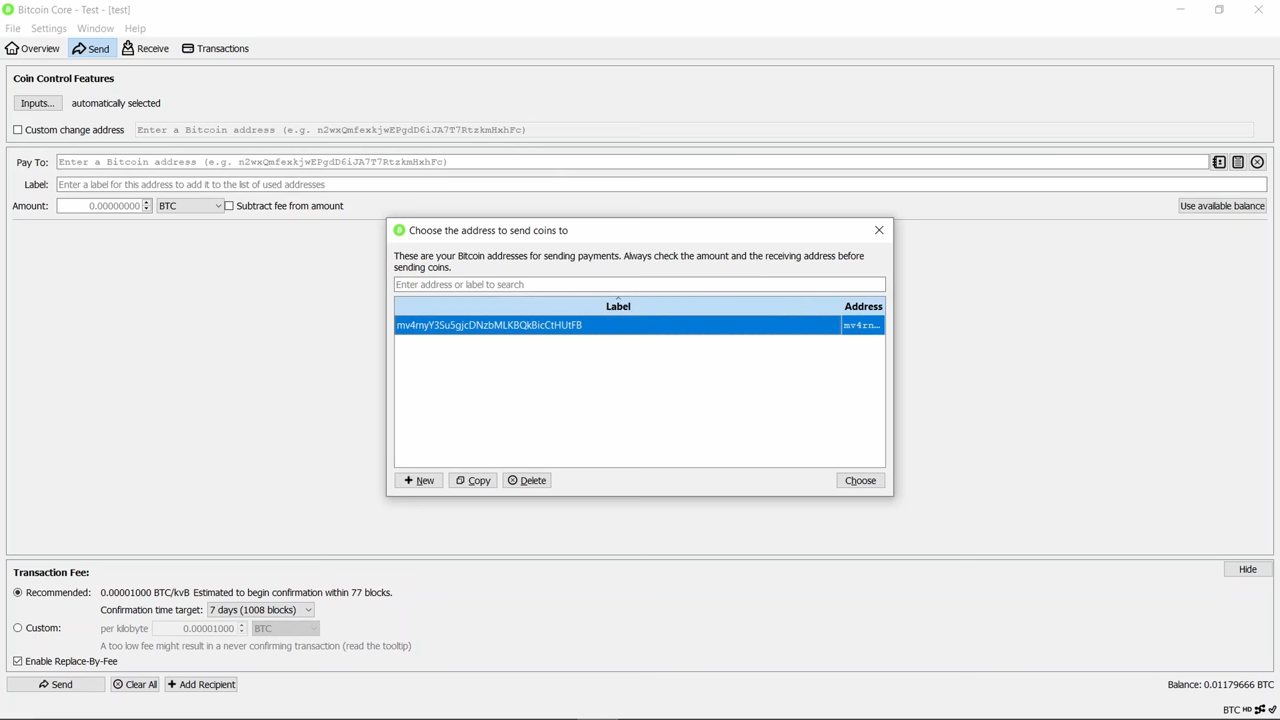 Bitcoin Core - Test - [test]
File Settings Window Help
Overview Send Receive Transactions
Coin Control Features
Inputs... automatically selected
Custom change address Enter a Bitcoin address (e.g. n2wxQmfexkjwEPgdD6iJA7T7RtzkmHxhFc)
Pay To: Enter a Bitcoin address (e.g. n2wxQmfexkjwEPgdD6iJA7T7RtzkmHxhFc)
Label: Enter a label for this address to add it to the list of used addresses
Amount: 0.00000000 BTC Subtract fee from amount Use available balance
Choose the address to send coins to
These are your Bitcoin addresses for sending payments. Always check the amount and the receiving address before
sending coins.
Enter address or label to search
Label Address
mv4rnyY3Su5gjcDNzbMLKBQkBicCtHUtFB mv4rn...
New Copy Delete Choose
Transaction Fee: Hide
Recommended: 0.00001000 BTC/kvB Estimated to begin confirmation within 77 blocks.
Confirmation time target: 7 days (1008 blocks)
Custom: per kilobyte 0.00001000 BTC
A too low fee might result in a never confirming transaction (read the tooltip)
Enable Replace-By-Fee
Send Clear All Add Recipient Balance: 0.01179666 BTC
BTC HD